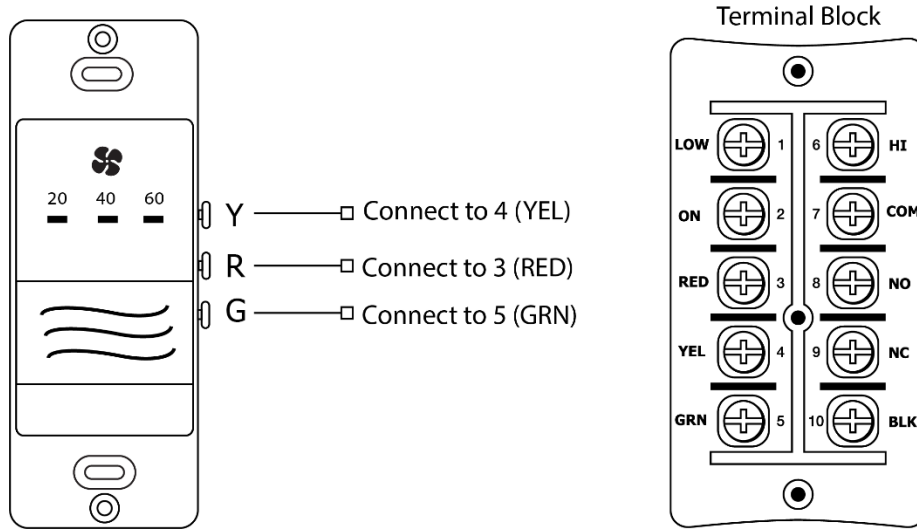 Terminal Block
20 40 60
Y Connect to 4 (YEL)
R Connect to 3 (RED)
G Connect to 5 (GRN)
LOW 1 6 HI
ON 2 7 COM
RED 3 8 NO
YEL 4 9 NC
GRN 5 10 BLK